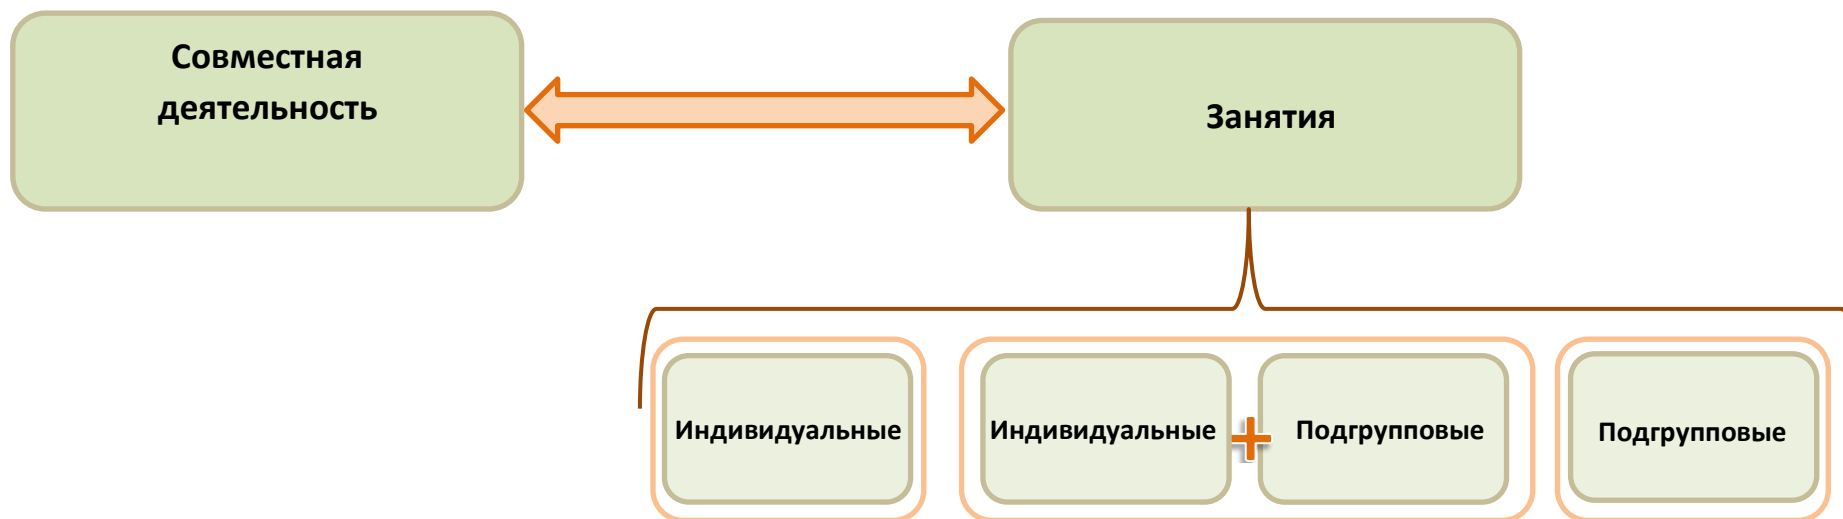 Совместная
деятельность
Занятия
Индивидуальные
Индивидуальные + Подгрупповые
Подгрупповые